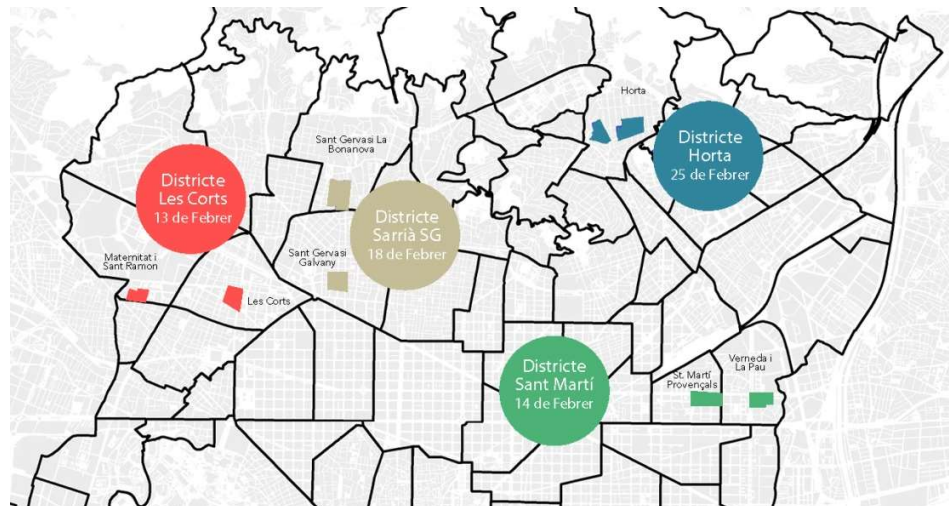 Horta
Districte
Horta
25 de Febrer
Sant Gervasi La
Bonanova
Districte
Les Corts
13 de Febrer
Districte
Sarrià SG
18 de Febrer
Sant Gervasi
Galvany
Maternitat i
Sant Ramon
Les Corts
Districte
Sant Martí
14 de Febrer
St. Martí
Provençals
Verneda i
La Pau